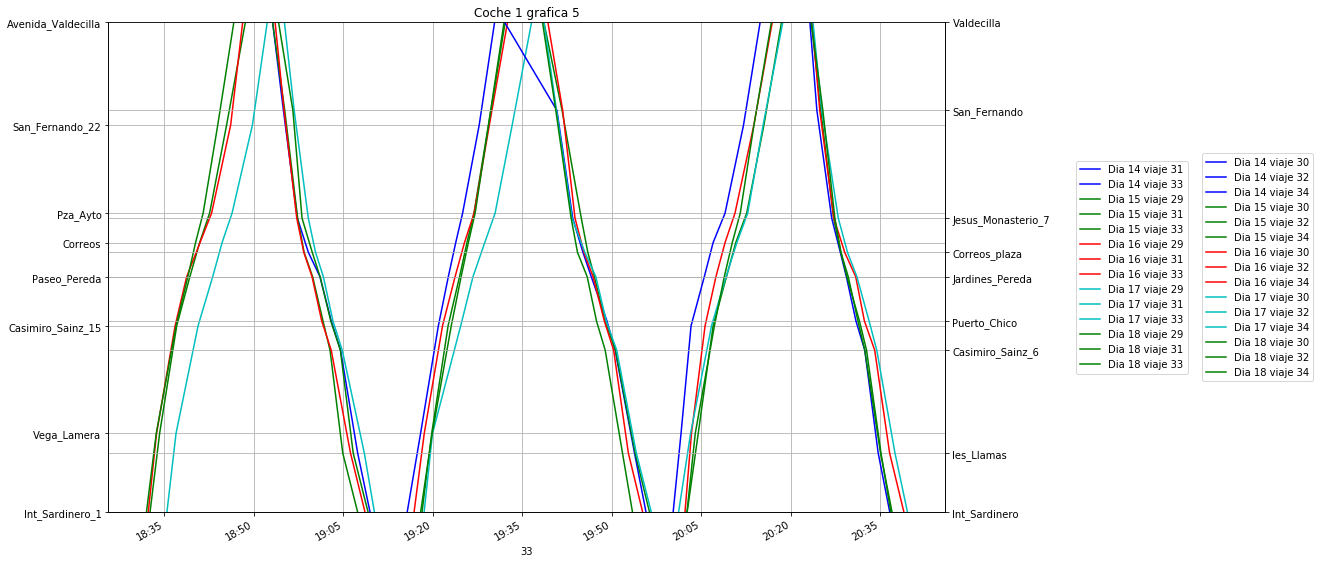 Coche 1 grafica 5
Avenida_Valdecilla
San_Fernando_22
Pza_Ayto
Correos
Paseo_Pereda
Casimiro_Sainz_15
Vega_Lamera
Int_Sardinero_1
Valdecilla
San_Fernando
Jesus_Monasterio_7
Correos_plaza
Jardines_Pereda
Puerto_Chico
Casimiro_Sainz_6
Ies_Llamas
Int_Sardinero
18:35
18:50
19:05
19:20
19:35
19:50
20:05
20:20
20:35
33
Dia 14 viaje 31
Dia 14 viaje 33
Dia 15 viaje 29
Dia 15 viaje 31
Dia 15 viaje 33
Dia 16 viaje 29
Dia 16 viaje 31
Dia 16 viaje 33
Dia 17 viaje 29
Dia 17 viaje 31
Dia 17 viaje 33
Dia 18 viaje 29
Dia 18 viaje 31
Dia 18 viaje 33
Dia 14 viaje 30
Dia 14 viaje 32
Dia 14 viaje 34
Dia 15 viaje 30
Dia 15 viaje 32
Dia 15 viaje 34
Dia 16 viaje 30
Dia 16 viaje 32
Dia 16 viaje 34
Dia 17 viaje 30
Dia 17 viaje 32
Dia 17 viaje 34
Dia 18 viaje 30
Dia 18 viaje 32
Dia 18 viaje 34